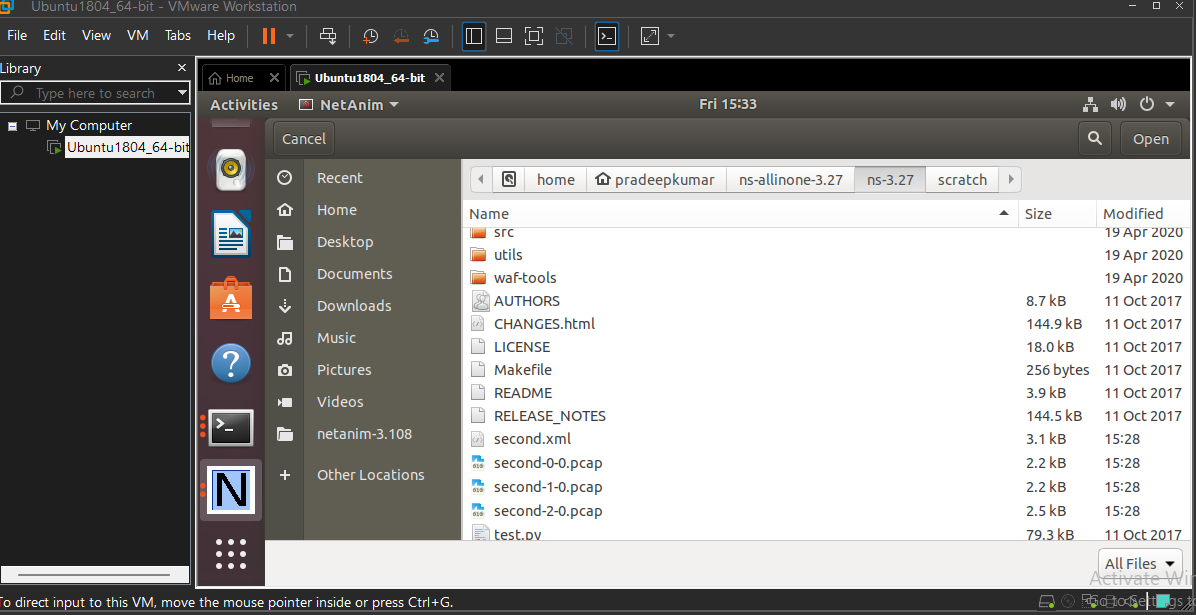 Ubuntu1804_64-bit - VMware Workstation
File Edit View VM Tabs Help
Library
Type here to search
My Computer
Ubuntu1804_64-bit
Home Ubuntu1804_64-bit
Activities NetAnim Fri 15:33
Cancel Open
Recent
Home
Desktop
Documents
Downloads
Music
Pictures
Videos
netanim-3.108
Other Locations
home pradeepkumar ns-allinone-3.27 ns-3.27 scratch
Name Size Modified
src 19 Apr 2020
utils 19 Apr 2020
waf-tools 19 Apr 2020
AUTHORS 8.7 kB 11 Oct 2017
CHANGES.html 144.9 kB 11 Oct 2017
LICENSE 18.0 kB 11 Oct 2017
Makefile 256 bytes 11 Oct 2017
README 3.9 kB 11 Oct 2017
RELEASE_NOTES 144.5 kB 11 Oct 2017
second.xml 3.1 kB 15:28
second-0-0.pcap 2.2 kB 15:28
second-1-0.pcap 2.2 kB 15:28
second-2-0.pcap 2.5 kB 15:28
test.py 79.3 kB 11 Oct 2017
All Files
Activate Wi
Go to Settings t
To direct input to this VM, move the mouse pointer inside or press Ctrl+G.